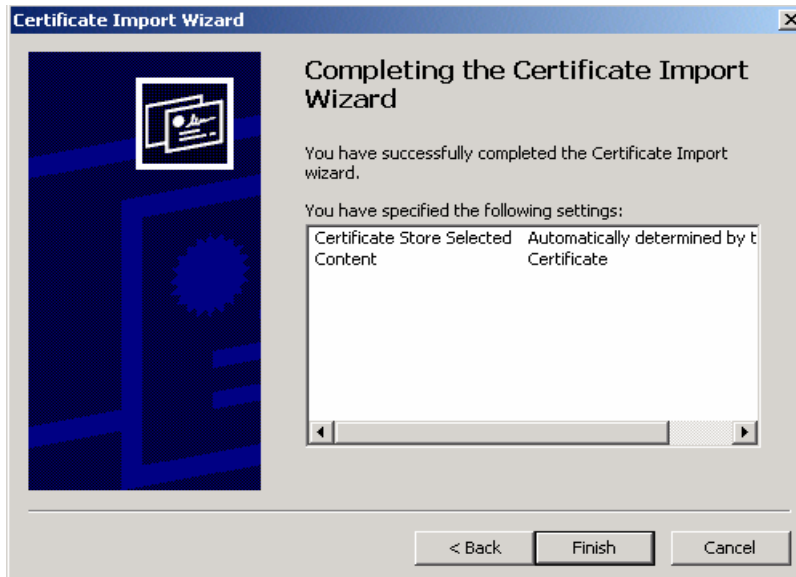 Certificate Import Wizard
Completing the Certificate Import
Wizard
You have successfully completed the Certificate Import
wizard.
You have specified the following settings:
Certificate Store Selected Automatically determined by t
Content Certificate
< Back Finish Cancel